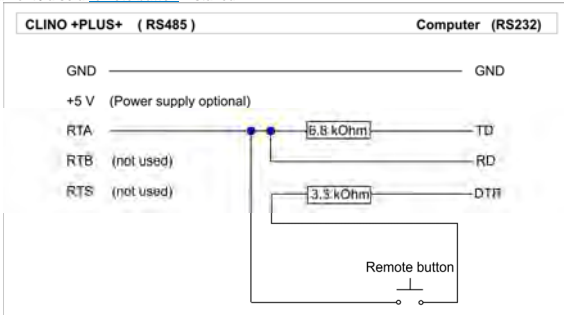 CLINO +PLUS+ ( RS485 ) Computer (RS232)
GND GND
+5 V (Power supply optional)
RTA 6.8 kOhm TD
RTB (not used) RD
RTS (not used) 3.3 kOhm DTR
Remote button